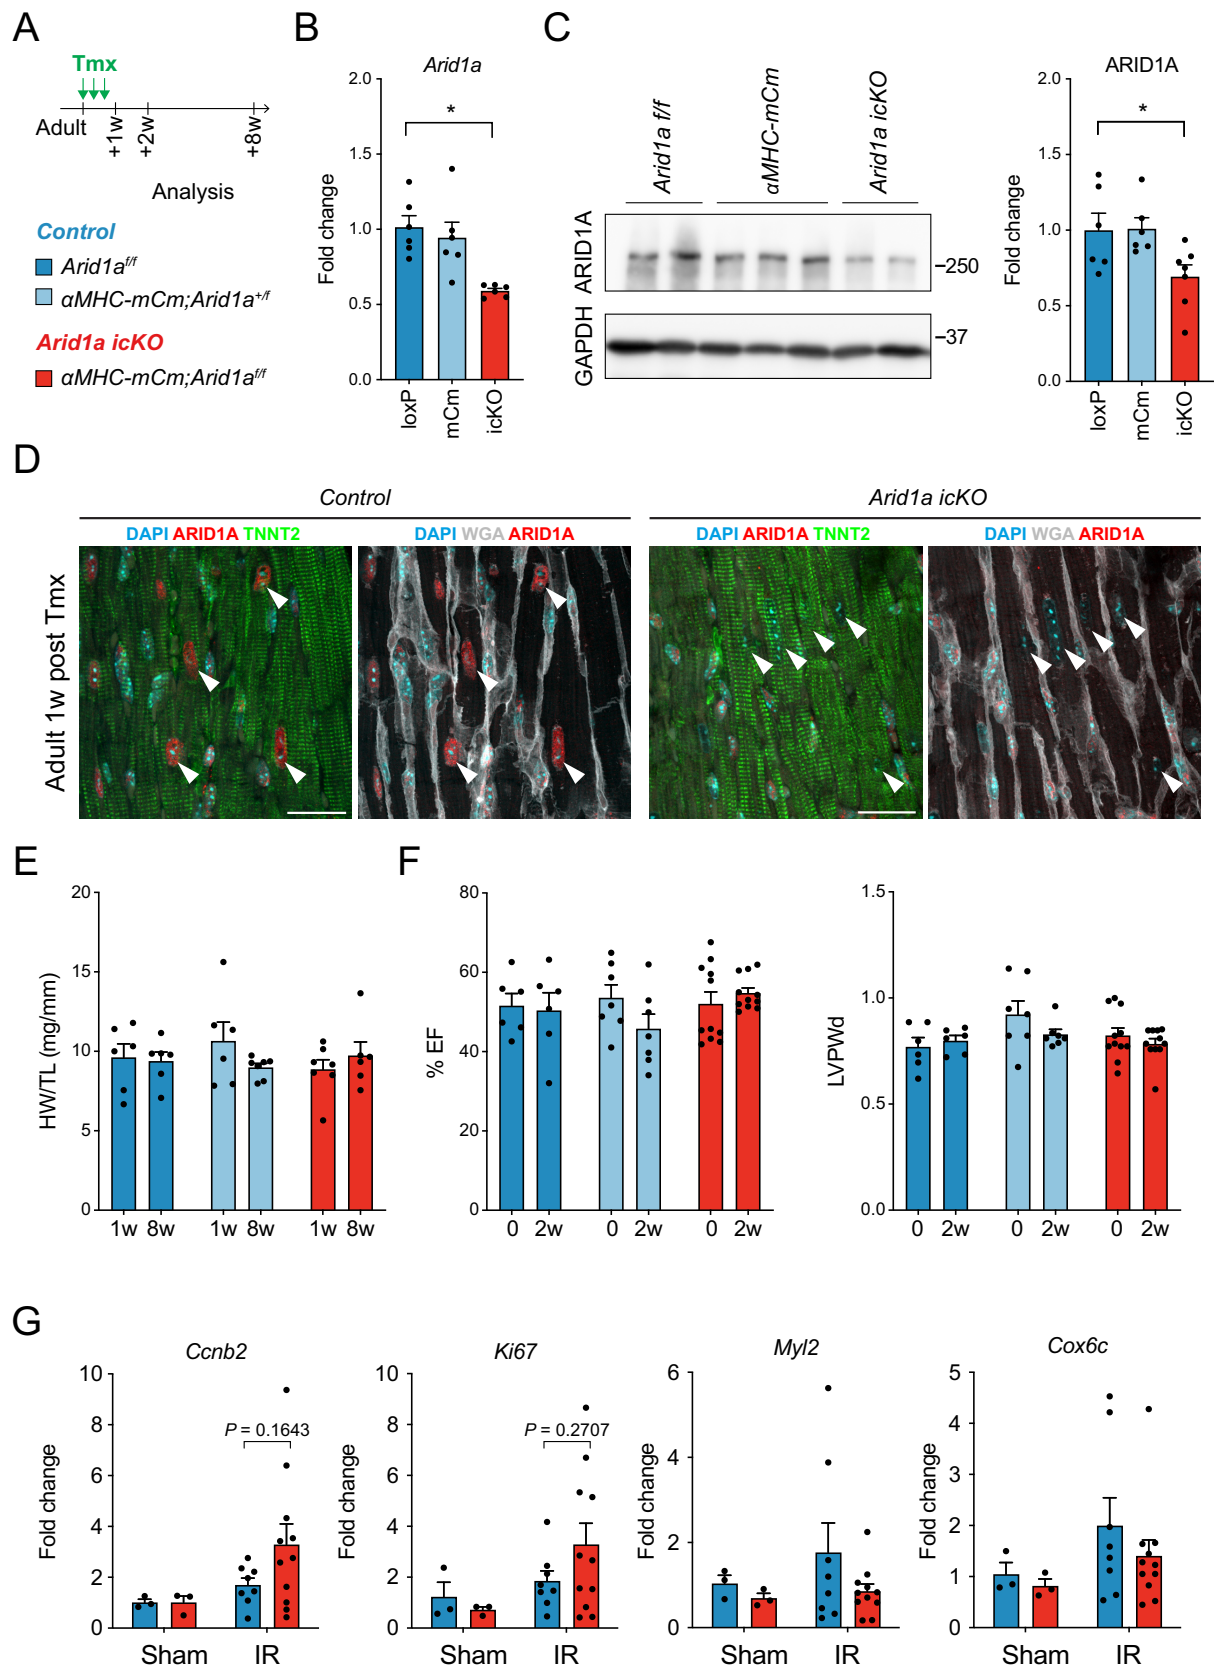 A
Tmx
Adult
+1w
+2w
+8w
Analysis
Control
Arid1a^f/f
αMHC-mCm;Arid1a^+/f
Arid1a icKO
αMHC-mCm;Arid1a^f/f
B
Arid1a
2.0
1.5
1.0
0.5
0.0
Fold change
*
loxP
mCm
icKO
C
Arid1a f/f
αMHC-mCm
Arid1a icKO
ARID1A
GAPDH
–250
–37
ARID1A
2.0
1.5
1.0
0.5
0.0
Fold change
*
loxP
mCm
icKO
D
Control
Arid1a icKO
DAPI ARID1A TNNT2
DAPI WGA ARID1A
DAPI ARID1A TNNT2
DAPI WGA ARID1A
Adult 1w post Tmx
E
HW/TL (mg/mm)
20
15
10
5
0
1w 8w 1w 8w 1w 8w
F
% EF
80
60
40
20
0
0 2w 0 2w 0 2w
LVPWd
1.5
1.0
0.5
0.0
0 2w 0 2w 0 2w
G
Ccnb2
Fold change
10
8
6
4
2
0
P = 0.1643
Sham IR
Ki67
Fold change
10
8
6
4
2
0
P = 0.2707
Sham IR
Myl2
Fold change
6
4
2
0
Sham IR
Cox6c
Fold change
5
4
3
2
1
0
Sham IR